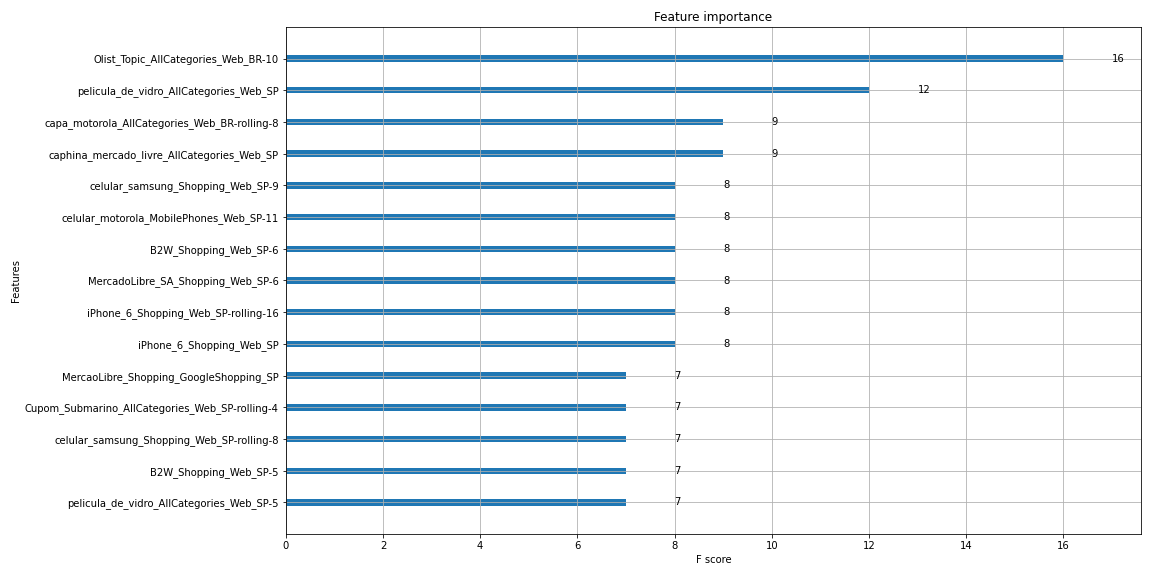 Feature importance
Olist_Topic_AllCategories_Web_BR-10 16
pelicula_de_vidro_AllCategories_Web_SP 12
capa_motorola_AllCategories_Web_BR-rolling-8 9
caphina_mercado_livre_AllCategories_Web_SP 9
celular_samsung_Shopping_Web_SP-9 8
celular_motorola_MobilePhones_Web_SP-11 8
B2W_Shopping_Web_SP-6 8
MercadoLibre_SA_Shopping_Web_SP-6 8
iPhone_6_Shopping_Web_SP-rolling-16 8
iPhone_6_Shopping_Web_SP 8
MercaoLibre_Shopping_GoogleShopping_SP 7
Cupom_Submarino_AllCategories_Web_SP-rolling-4 7
celular_samsung_Shopping_Web_SP-rolling-8 7
B2W_Shopping_Web_SP-5 7
pelicula_de_vidro_AllCategories_Web_SP-5 7
Features
0 2 4 6 8 10 12 14 16
F score